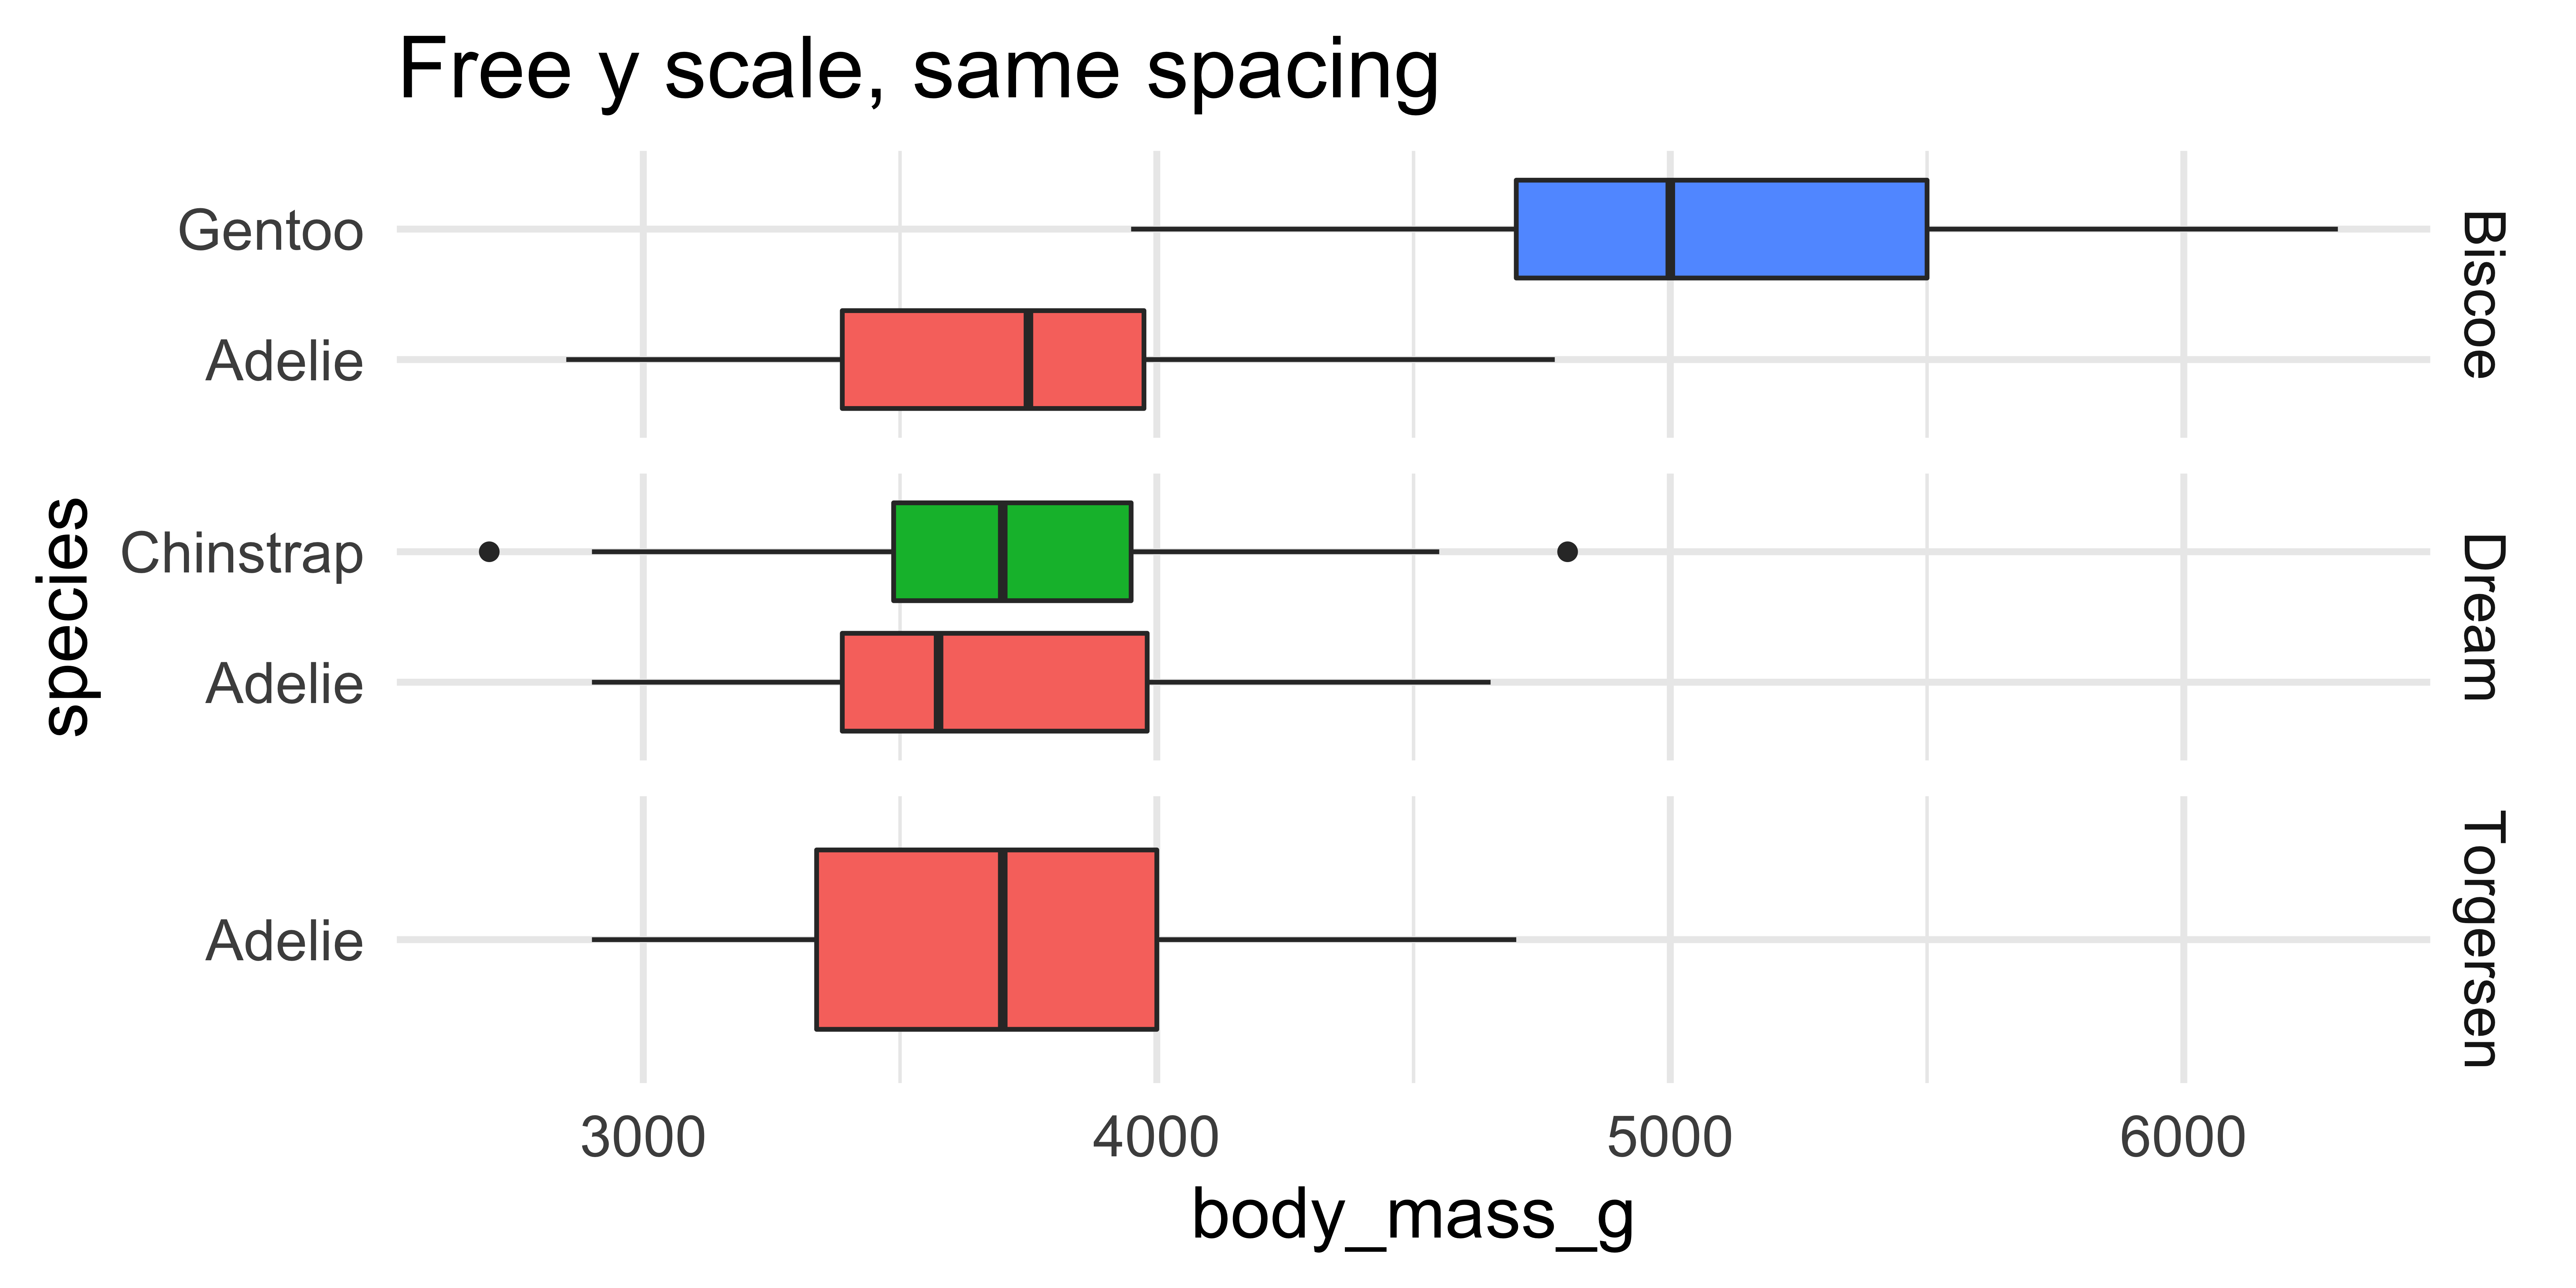 Free y scale, same spacing
species
Gentoo
Adelie
Biscoe
Chinstrap
Adelie
Dream
Adelie
Torgersen
3000 4000 5000 6000
body_mass_g